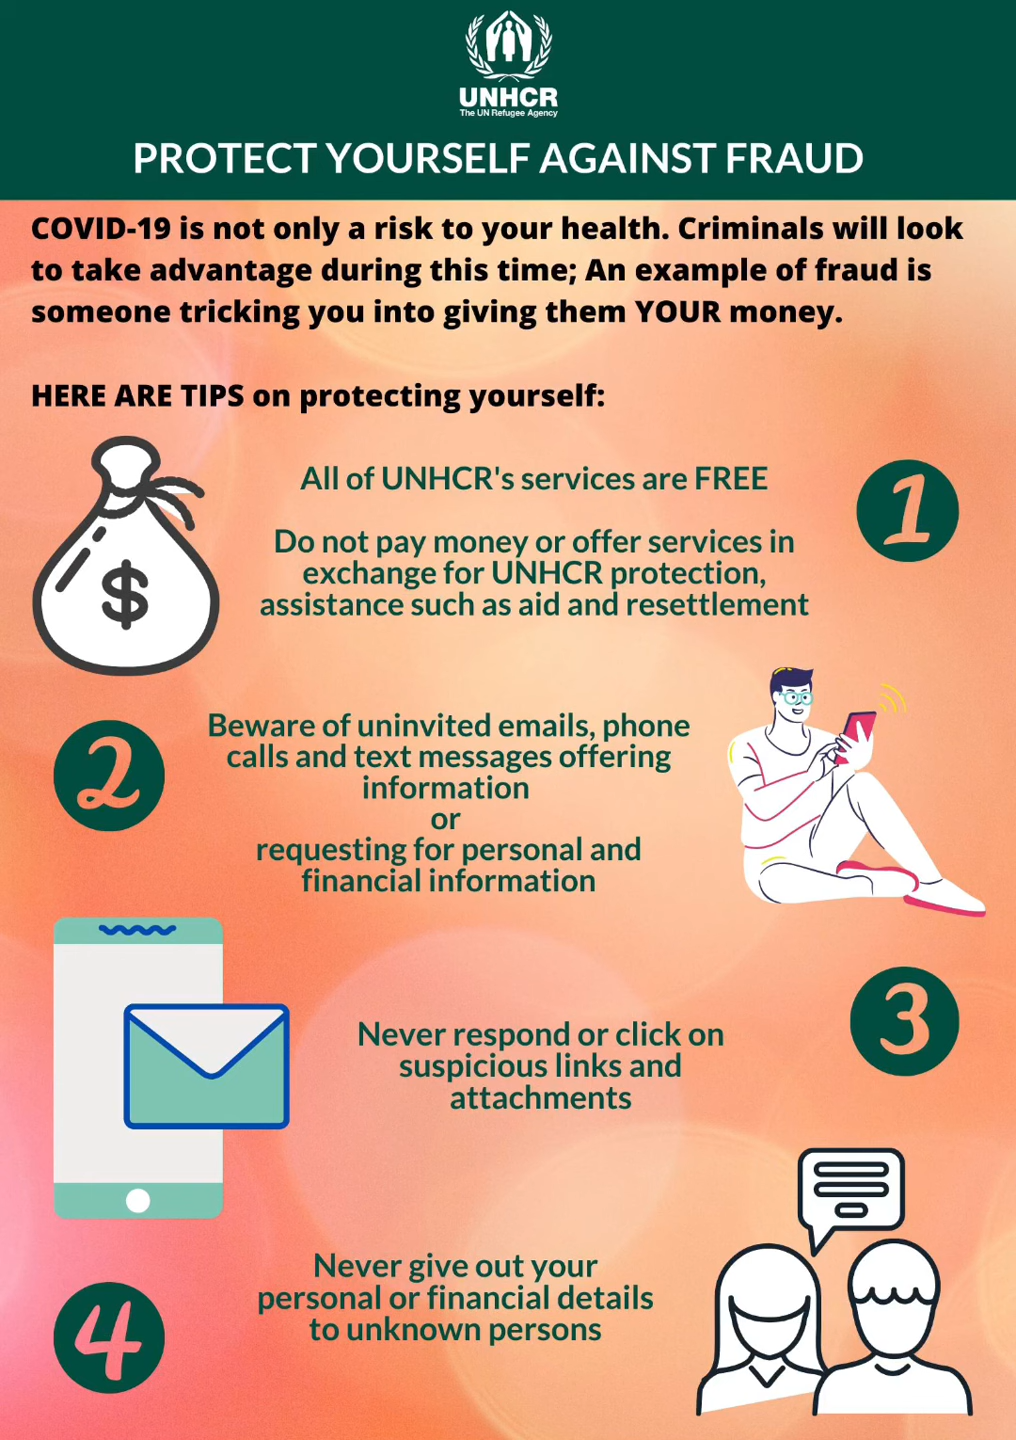 UNHCR
The UN Refugee Agency
PROTECT YOURSELF AGAINST FRAUD
COVID-19 is not only a risk to your health. Criminals will look
to take advantage during this time; An example of fraud is
someone tricking you into giving them YOUR money.
HERE ARE TIPS on protecting yourself:
$
All of UNHCR's services are FREE
Do not pay money or offer services in
exchange for UNHCR protection,
assistance such as aid and resettlement
1
2
Beware of uninvited emails, phone
calls and text messages offering
information
or
requesting for personal and
financial information
3
Never respond or click on
suspicious links and
attachments
4
Never give out your
personal or financial details
to unknown persons